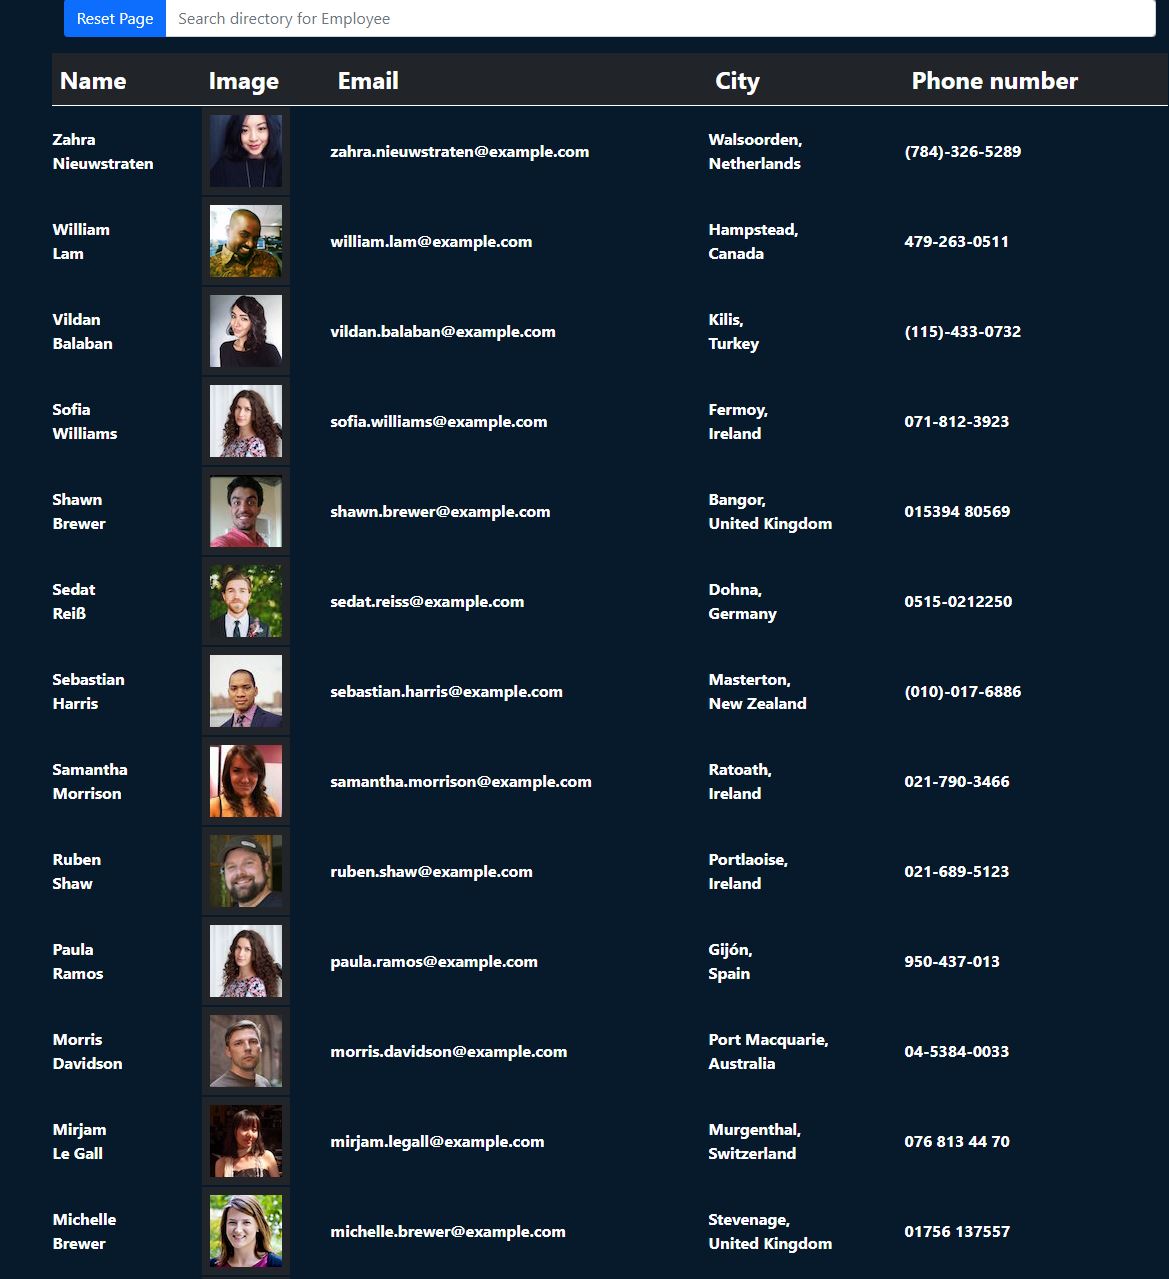 Reset Page Search directory for Employee
Name Image Email City Phone number
Zahra
Nieuwstraten
zahra.nieuwstraten@example.com
Walsoorden,
Netherlands
(784)-326-5289
William
Lam
william.lam@example.com
Hampstead,
Canada
479-263-0511
Vildan
Balaban
vildan.balaban@example.com
Kilis,
Turkey
(115)-433-0732
Sofia
Williams
sofia.williams@example.com
Fermoy,
Ireland
071-812-3923
Shawn
Brewer
shawn.brewer@example.com
Bangor,
United Kingdom
015394 80569
Sedat
Reiß
sedat.reiss@example.com
Dohna,
Germany
0515-0212250
Sebastian
Harris
sebastian.harris@example.com
Masterton,
New Zealand
(010)-017-6886
Samantha
Morrison
samantha.morrison@example.com
Ratoath,
Ireland
021-790-3466
Ruben
Shaw
ruben.shaw@example.com
Portlaoise,
Ireland
021-689-5123
Paula
Ramos
paula.ramos@example.com
Gijón,
Spain
950-437-013
Morris
Davidson
morris.davidson@example.com
Port Macquarie,
Australia
04-5384-0033
Mirjam
Le Gall
mirjam.legall@example.com
Murgenthal,
Switzerland
076 813 44 70
Michelle
Brewer
michelle.brewer@example.com
Stevenage,
United Kingdom
01756 137557